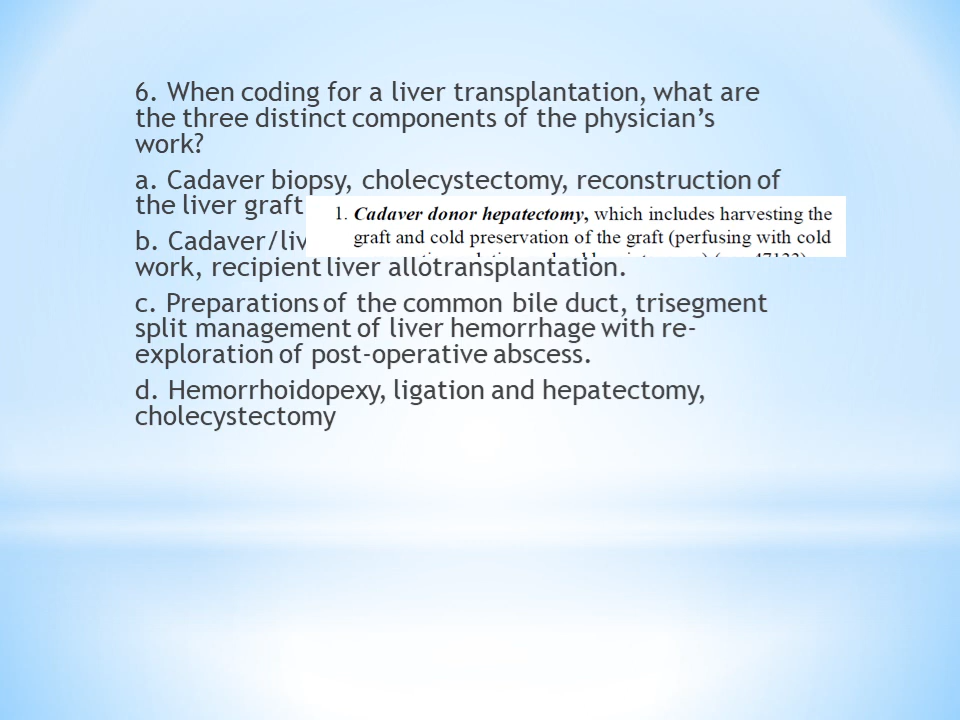 6. When coding for a liver transplantation, what are
the three distinct components of the physician's
work?
a. Cadaver biopsy, cholecystectomy, reconstruction of
the liver graft
1. Cadaver donor hepatectomy, which includes harvesting the
graft and cold preservation of the graft (perfusing with cold
b. Cadaver/liv
work, recipient liver allotransplantation.
c. Preparations of the common bile duct, trisegment
split management of liver hemorrhage with re-
exploration of post-operative abscess.
d. Hemorrhoidopexy, ligation and hepatectomy,
cholecystectomy